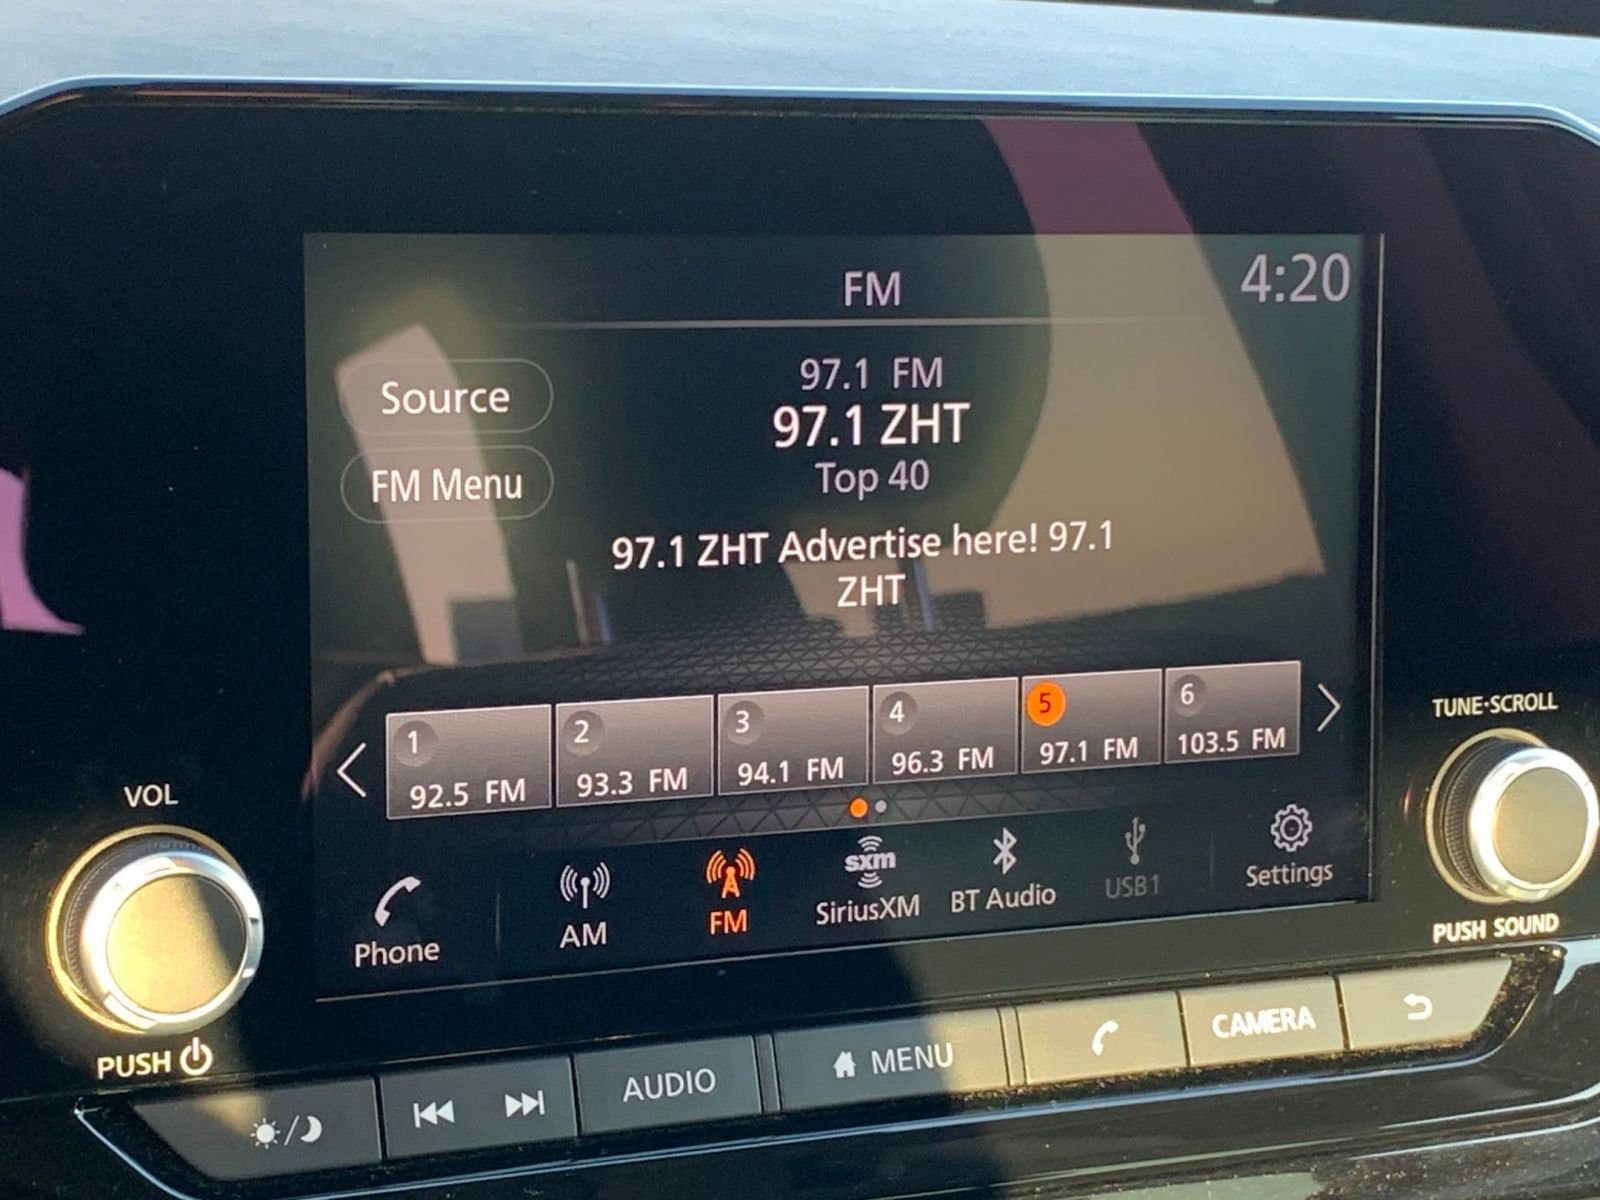 FM
4:20
Source
FM Menu
97.1 FM
97.1 ZHT
Top 40
97.1 ZHT Advertise here! 97.1
ZHT
1
92.5 FM
2
93.3 FM
3
94.1 FM
4
96.3 FM
5
97.1 FM
6
103.5 FM
Phone
AM
FM
sxm
SiriusXM
BT Audio
USB1
Settings
VOL
PUSH
TUNE·SCROLL
PUSH SOUND
AUDIO
MENU
CAMERA